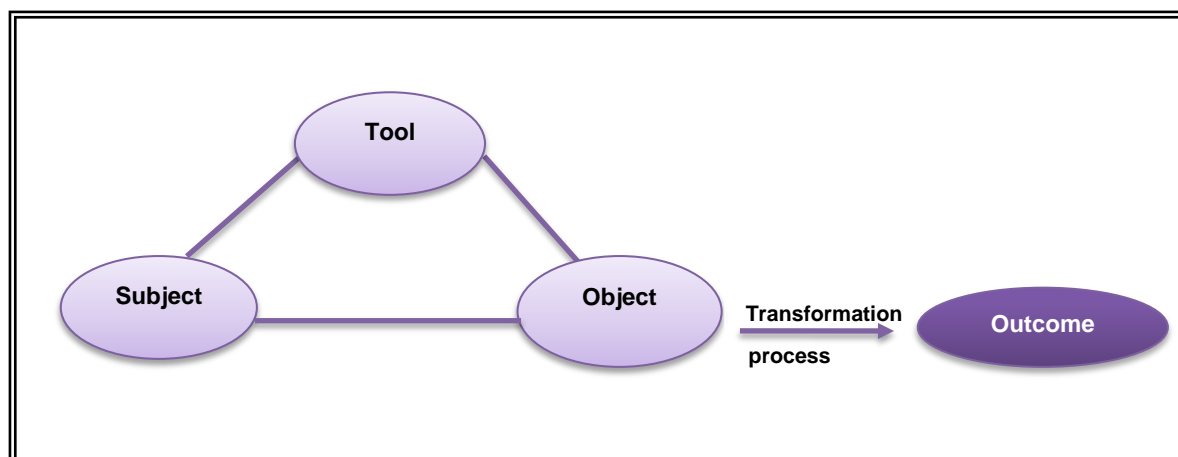 Tool
Subject
Object
Transformation
process
Outcome